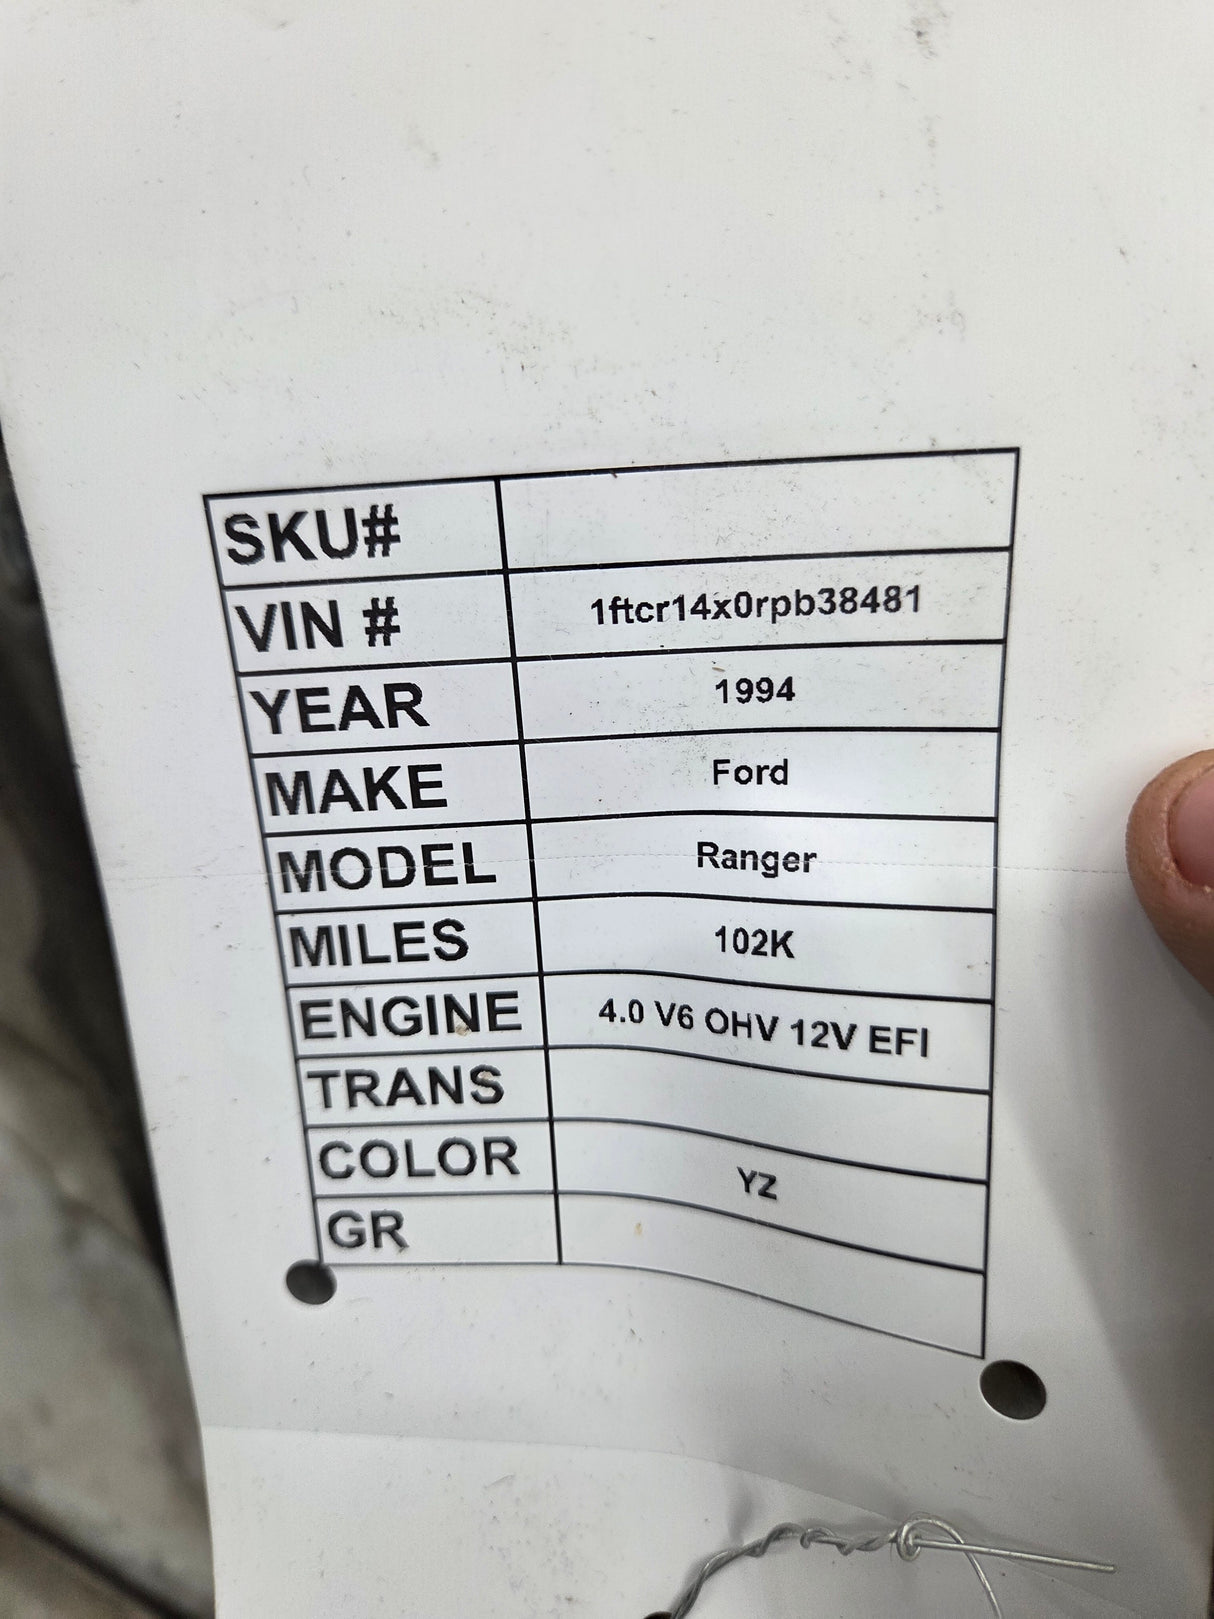 SKU#
VIN # 1ftcr14x0rpb38481
YEAR 1994
MAKE Ford
MODEL Ranger
MILES 102K
ENGINE 4.0 V6 OHV 12V EFI
TRANS
COLOR YZ
GR